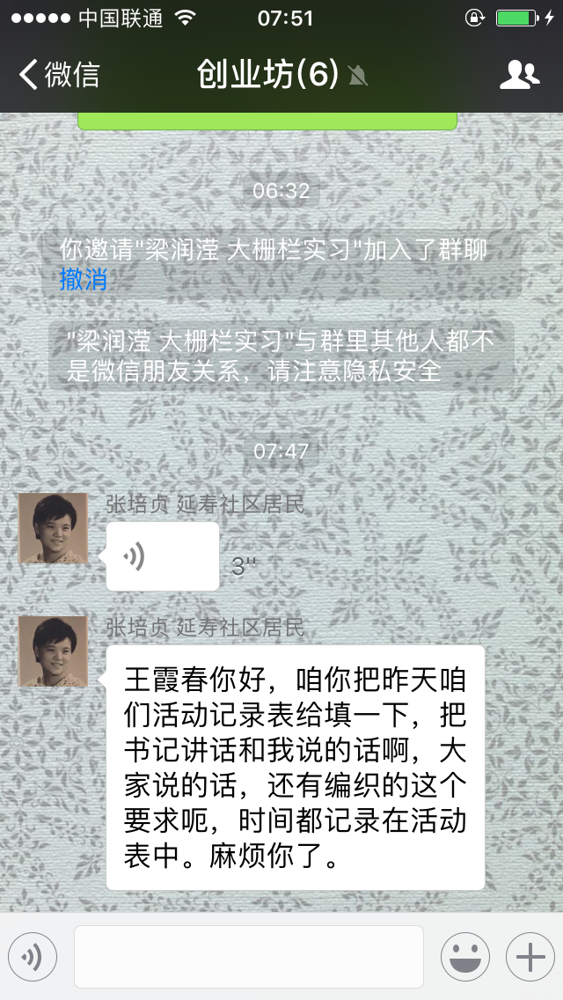 中国联通 07:51
微信 创业坊(6)
06:32
你邀请"梁润滢 大栅栏实习"加入了群聊
撤消
"梁润滢 大栅栏实习"与群里其他人都不
是微信朋友关系，请注意隐私安全
07:47
张培贞 延寿社区居民
3''
张培贞 延寿社区居民
王霞春你好，咱你把昨天咱
们活动记录表给填一下，把
书记讲话和我说的话啊，大
家说的话，还有编织的这个
要求呃，时间都记录在活动
表中。麻烦你了。